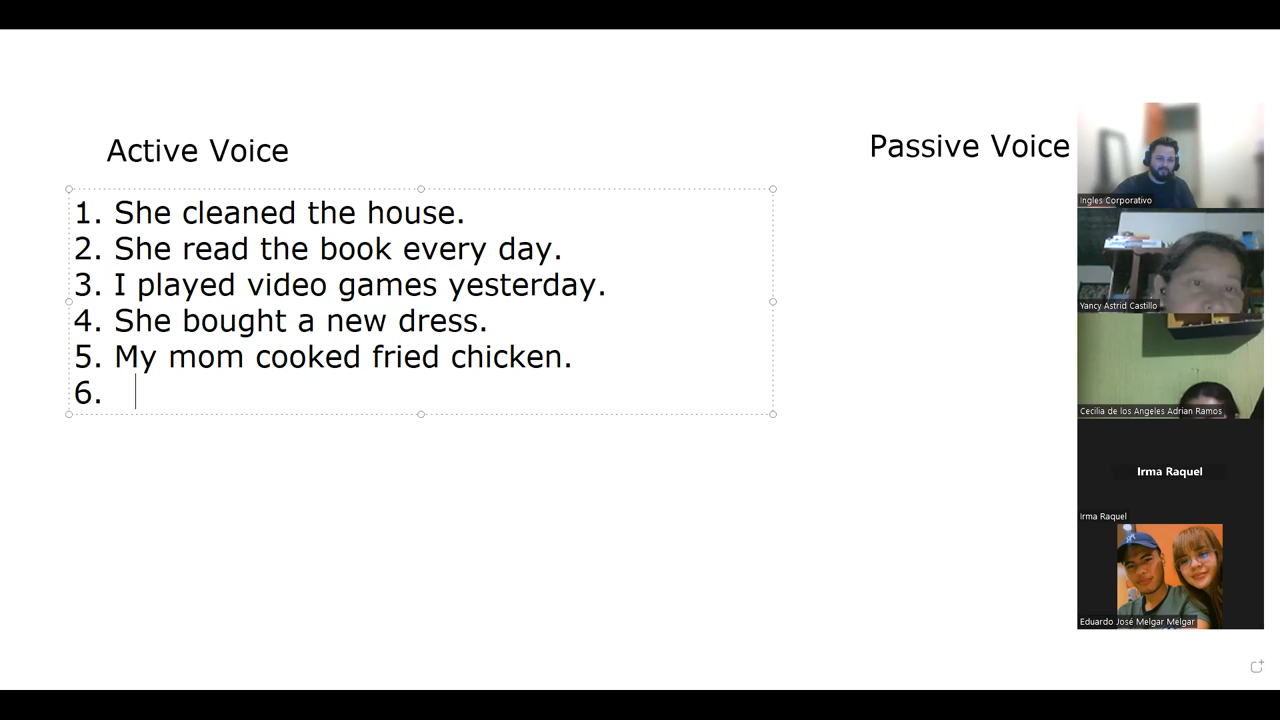 Active Voice
Passive Voice
1. She cleaned the house.
2. She read the book every day.
3. I played video games yesterday.
4. She bought a new dress.
5. My mom cooked fried chicken.
6.
Ingles Corporativo
Yancy Astrid Castillo
Cecilia de los Angeles Adrian Ramos
Irma Raquel
Irma Raquel
Eduardo José Melgar Melgar